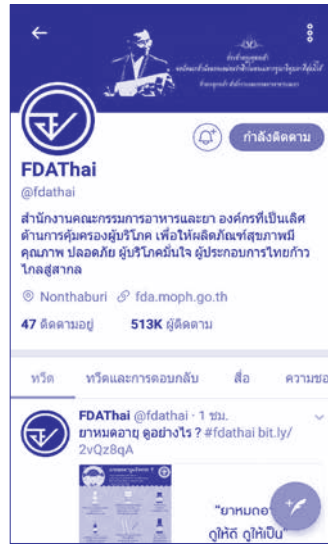 กำลังติดตาม
FDAThai
@fdathai
สำนักงานคณะกรรมการอาหารและยา องค์กรที่เป็นเลิศ
ด้านการคุ้มครองผู้บริโภค เพื่อให้ผลิตภัณฑ์สุขภาพมี
คุณภาพ ปลอดภัย ผู้บริโภคมั่นใจ ผู้ประกอบการไทยก้าว
ไกลสู่สากล
Nonthaburi fda.moph.go.th
47 ติดตามอยู่ 513K ผู้ติดตาม
ทวีต ทวีตและการตอบกลับ สื่อ ความชอ
FDAThai @fdathai · 1 ชม.
ยาหมดอายุ ดูอย่างไร ? #fdathai bit.ly/
2vQz8qA
"ยาหมดอ
ดูให้ดี ดูให้เป็น"